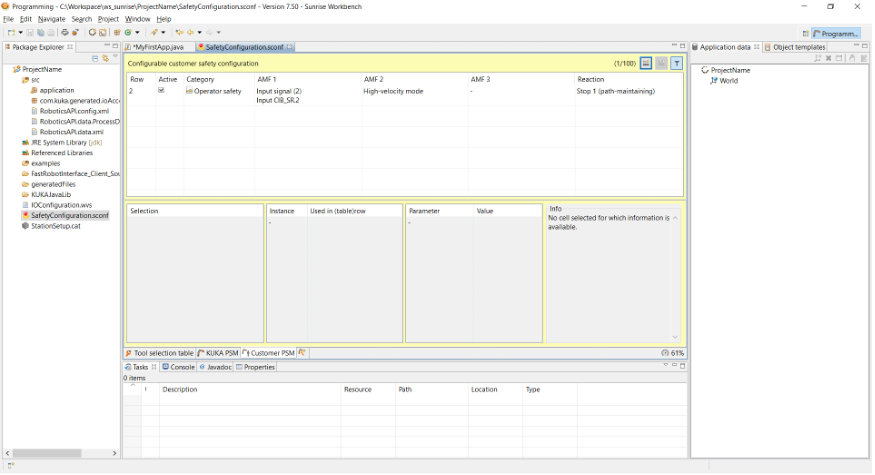 Programming - C:\Workspace\ws_sunrise\ProjectName\SafetyConfiguration.sconf - Version 7.50 - Sunrise Workbench
File Edit Navigate Search Project Window Help
Programm...
Package Explorer
ProjectName
src
application
com.kuka.generated.ioAcce
RoboticsAPI.config.xml
RoboticsAPI.data.ProcessD
RoboticsAPI.data.xml
JRE System Library [jdk]
Referenced Libraries
examples
FastRobotInterface_Client_Sou
generatedFiles
KUKAJavaLib
IOConfiguration.wvs
SafetyConfiguration.sconf
StationSetup.cat
*MyFirstApp.java SafetyConfiguration.sconf
Configurable customer safety configuration (1/100)
Row Active Category AMF 1 AMF 2 AMF 3 Reaction
2 Operator safety Input signal (2) High-velocity mode - Stop 1 (path-maintaining)
Input CIB_SR.2
Selection Instance Used in (table)row Parameter Value Info
- - No cell selected for which information is
available.
Tool selection table KUKA PSM Customer PSM 61%
Tasks Console Javadoc Properties
0 items
! Description Resource Path Location Type
Application data Object templates
ProjectName
World